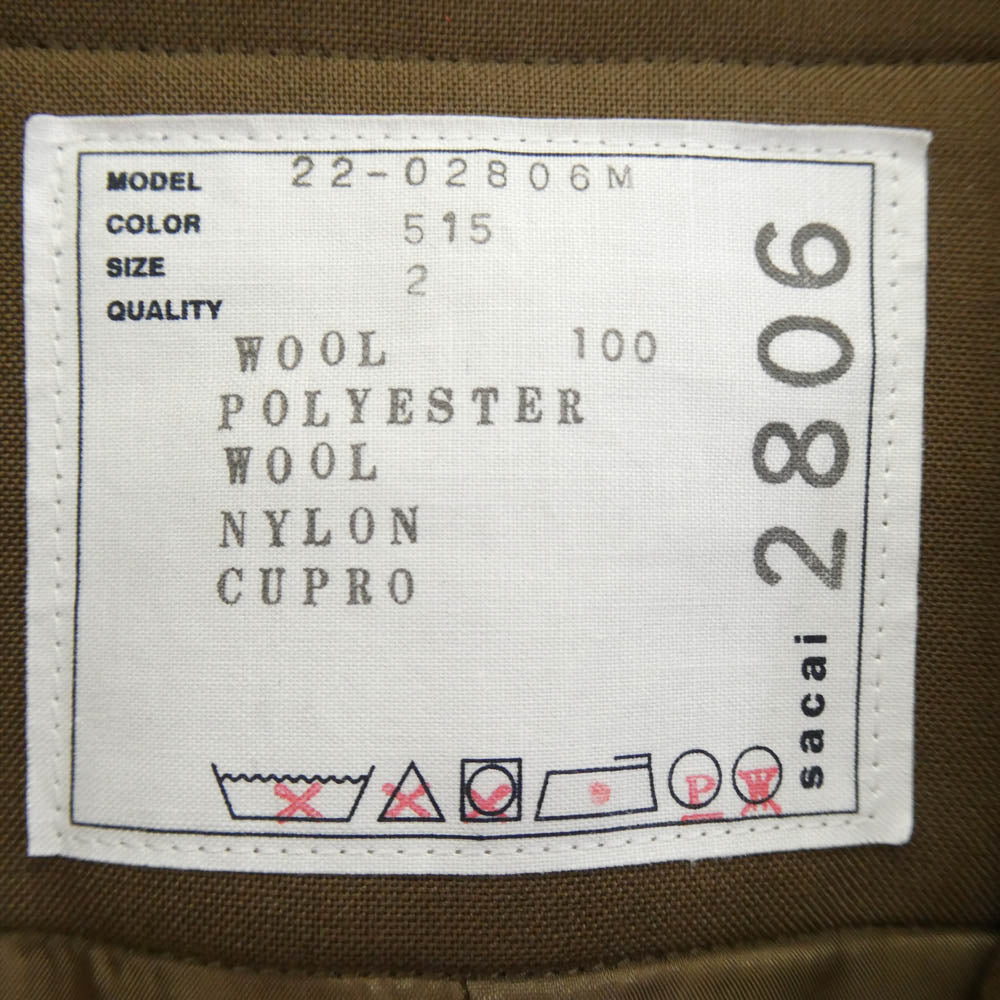 MODEL 22-02806M
COLOR 515
SIZE 2
QUALITY
WOOL 100
POLYESTER
WOOL
NYLON
CUPRO
P W
sacai 2806